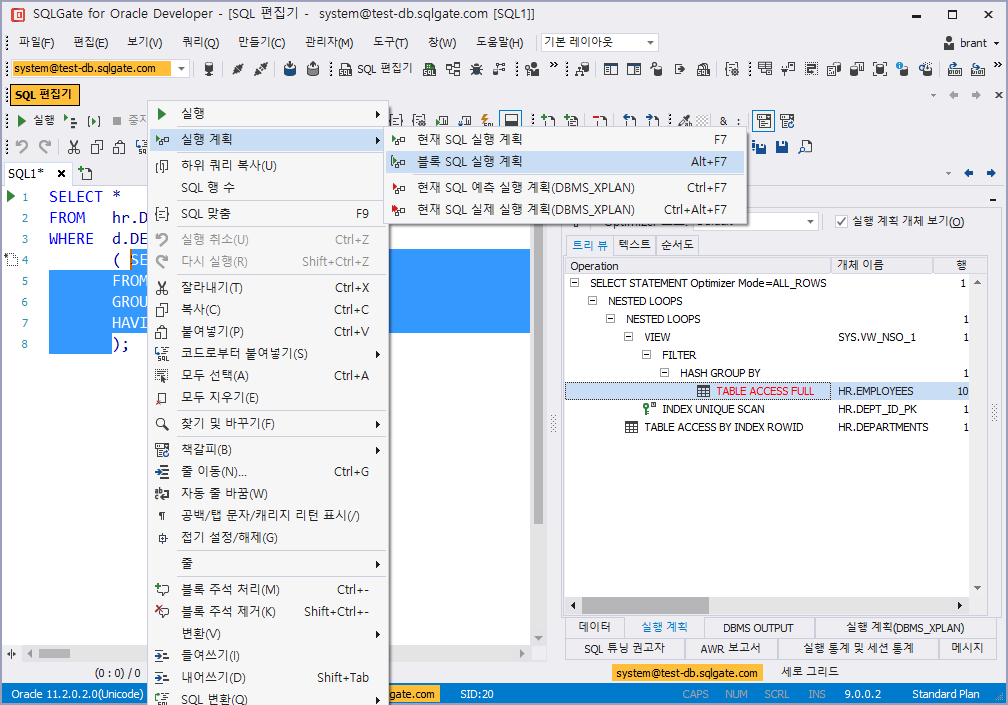 SQLGate for Oracle Developer - [SQL 편집기 - system@test-db.sqlgate.com [SQL1]]
파일(F) 편집(E) 보기(V) 쿼리(Q) 만들기(C) 관리자(M) 도구(T) 창(W) 도움말(H) 기본 레이아웃 brant
system@test-db.sqlgate.com SQL 편집기
SQL 편집기
실행 중지
SQL1*
1 SELECT *
2 FROM hr.D
3 WHERE d.DE
4 ( SE
5 FROM
6 GROU
7 HAVI
8 );
(0 : 0) / 0
실행
실행 계획
하위 쿼리 복사(U)
SQL 행 수
SQL 맞춤 F9
실행 취소(U) Ctrl+Z
다시 실행(R) Shift+Ctrl+Z
잘라내기(T) Ctrl+X
복사(C) Ctrl+C
붙여넣기(P) Ctrl+V
코드로부터 붙여넣기(S)
모두 선택(A) Ctrl+A
모두 지우기(E)
찾기 및 바꾸기(F)
책갈피(B)
줄 이동(N)... Ctrl+G
자동 줄 바꿈(W)
공백/탭 문자/캐리지 리턴 표시(/)
접기 설정/해제(G)
줄
블록 주석 처리(M) Ctrl+-
블록 주석 제거(K) Shift+Ctrl+-
변환(V)
들여쓰기(I)
내어쓰기(D) Shift+Tab
SQL 변환(Q)
현재 SQL 실행 계획 F7
블록 SQL 실행 계획 Alt+F7
현재 SQL 예측 실행 계획(DBMS_XPLAN) Ctrl+F7
현재 SQL 실제 실행 계획(DBMS_XPLAN) Ctrl+Alt+F7
실행 계획 개체 보기(O)
트리 뷰 텍스트 순서도
Operation 개체 이름 행
SELECT STATEMENT Optimizer Mode=ALL_ROWS 1
NESTED LOOPS
NESTED LOOPS 1
VIEW SYS.VW_NSO_1 1
FILTER
HASH GROUP BY 1
TABLE ACCESS FULL HR.EMPLOYEES 10
INDEX UNIQUE SCAN HR.DEPT_ID_PK 1
TABLE ACCESS BY INDEX ROWID HR.DEPARTMENTS 1
데이터 실행 계획 DBMS OUTPUT 실행 계획(DBMS_XPLAN)
SQL 튜닝 권고자 AWR 보고서 실행 통계 및 세션 통계 메시지
system@test-db.sqlgate.com 세로 그리드
Oracle 11.2.0.2.0(Unicode) gate.com SID:20 CAPS NUM SCRL INS 9.0.0.2 Standard Plan